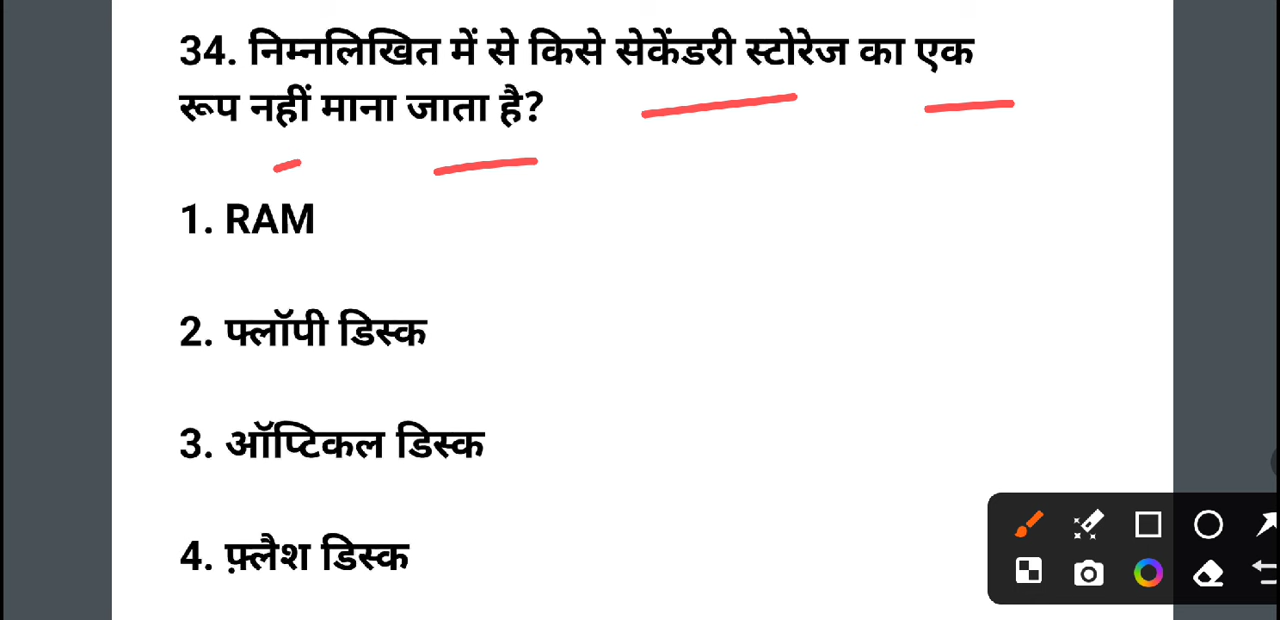 34. निम्नलिखित में से किसे सेकेंडरी स्टोरेज का एक
रूप नहीं माना जाता है?
1. RAM
2. फ्लॉपी डिस्क
3. ऑप्टिकल डिस्क
4. फ़्लैश डिस्क